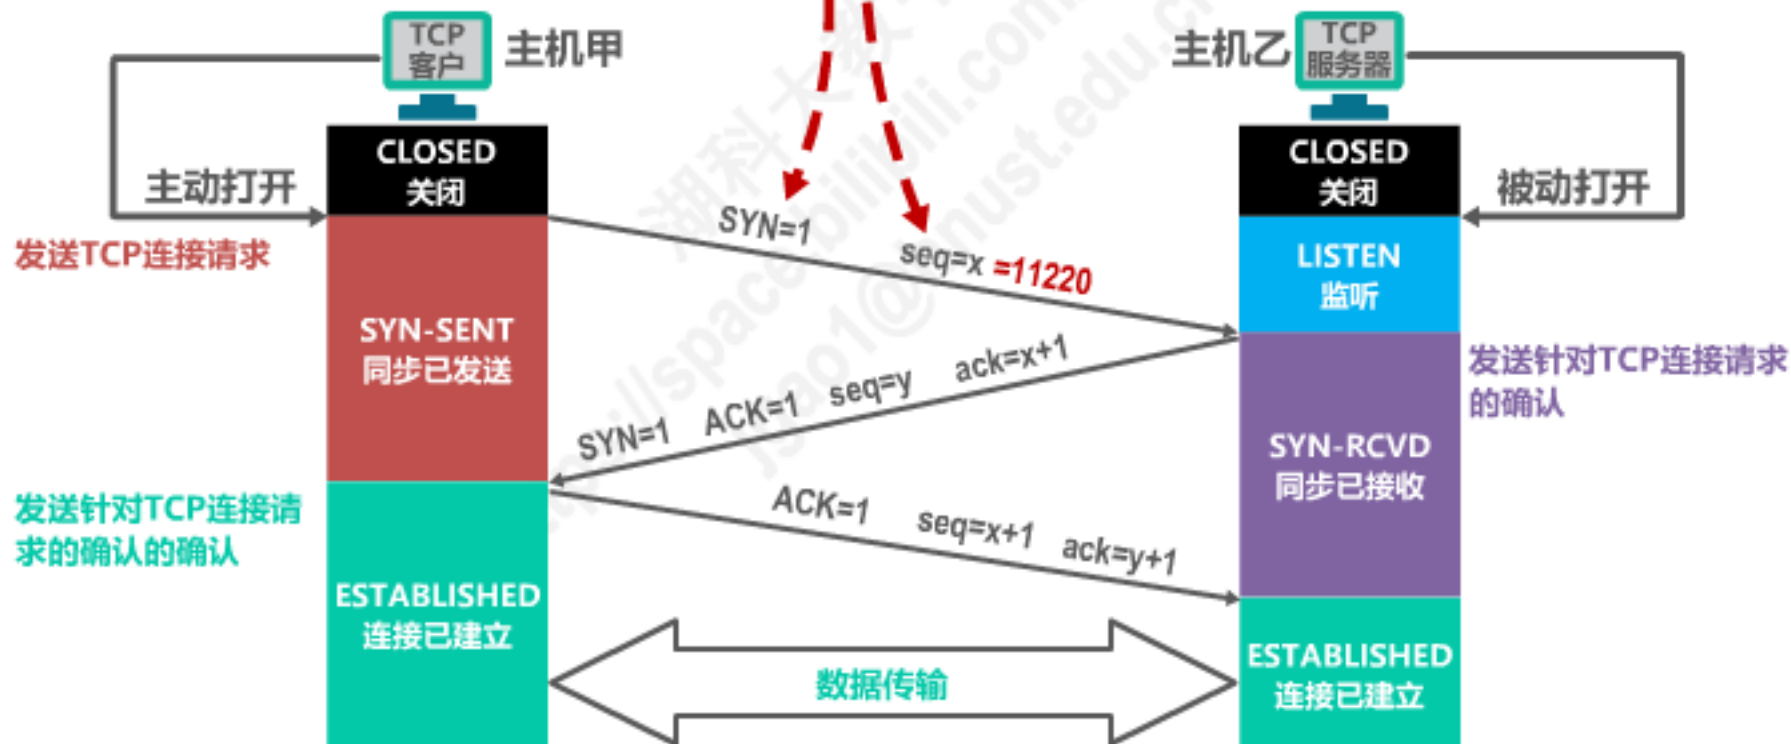 TCP
客户
主机甲
主机乙
TCP
服务器
CLOSED
关闭
CLOSED
关闭
主动打开
被动打开
发送TCP连接请求
SYN=1
seq=x =11220
LISTEN
监听
SYN-SENT
同步已发送
发送针对TCP连接请求
的确认
SYN=1 ACK=1 seq=y ack=x+1
SYN-RCVD
同步已接收
发送针对TCP连接请
求的确认的确认
ACK=1 seq=x+1 ack=y+1
ESTABLISHED
连接已建立
ESTABLISHED
连接已建立
数据传输